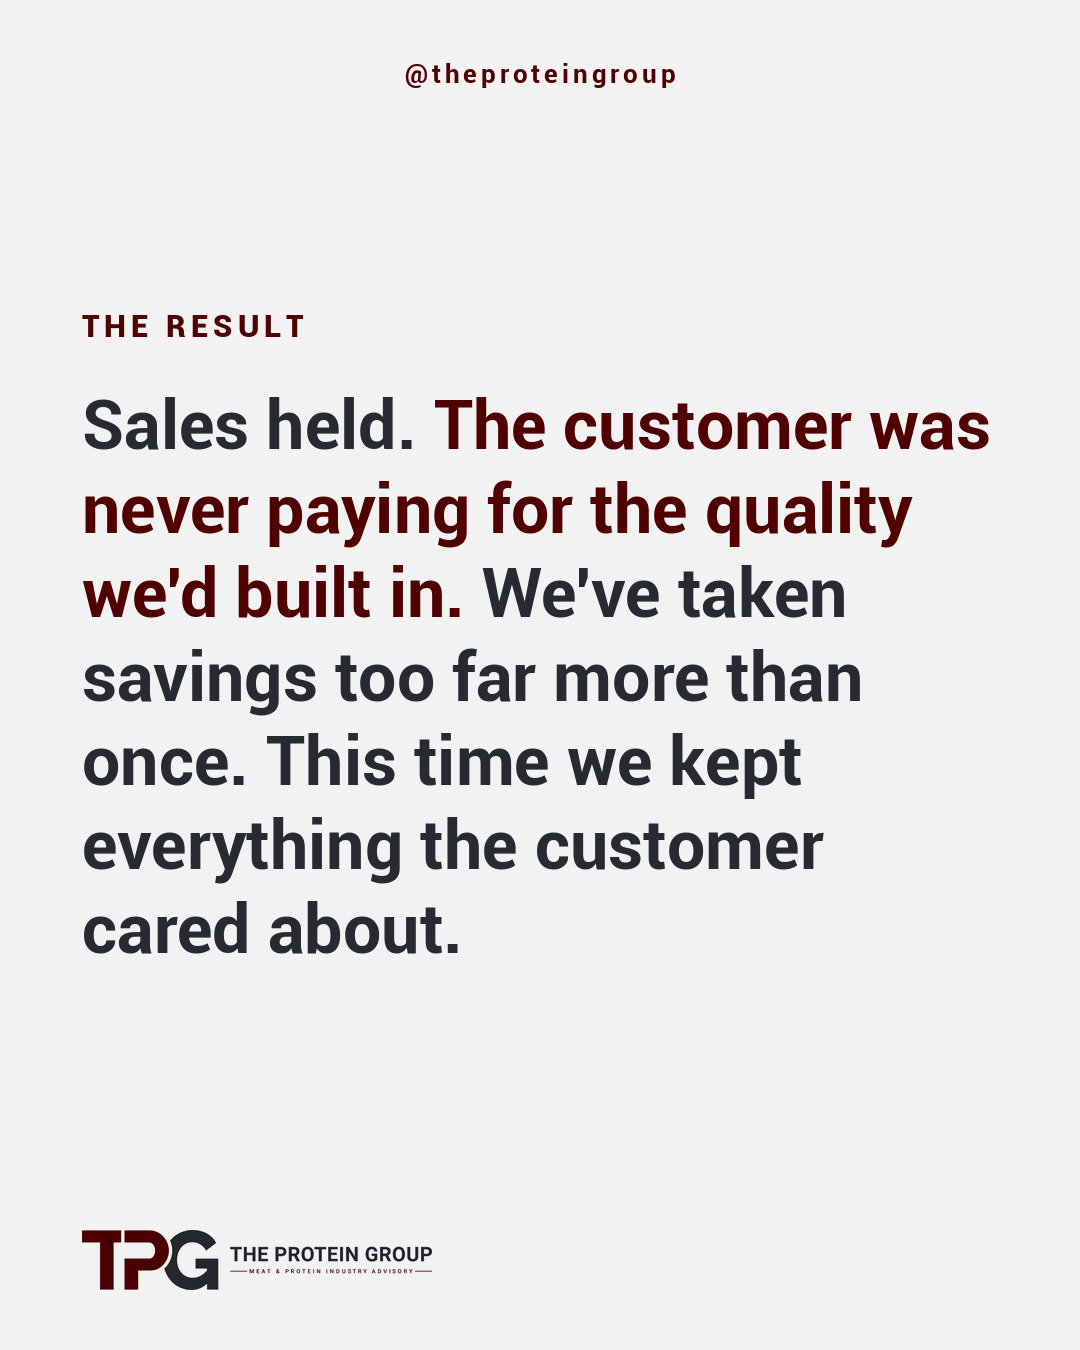 @theproteingroup
THE RESULT
Sales held. The customer was
never paying for the quality
we'd built in. We've taken
savings too far more than
once. This time we kept
everything the customer
cared about.
TPG
THE PROTEIN GROUP
MEAT & PROTEIN INDUSTRY ADVISORY